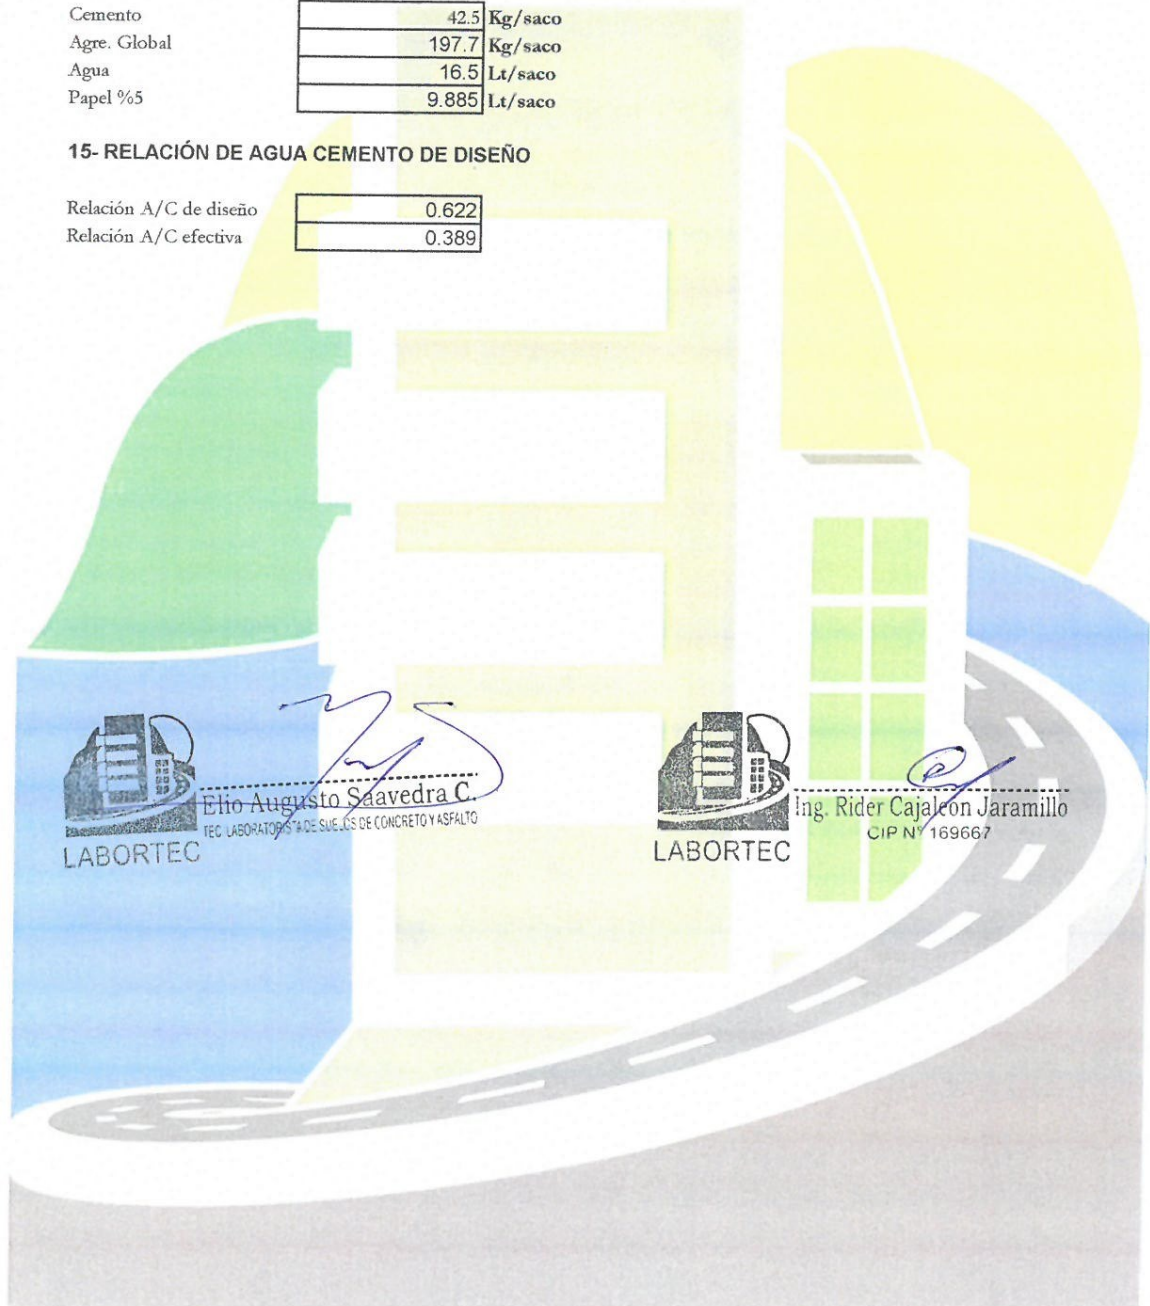 Cemento 42.5 Kg/saco
Agre. Global 197.7 Kg/saco
Agua 16.5 Lt/saco
Papel %5 9.885 Lt/saco
15- RELACIÓN DE AGUA CEMENTO DE DISEÑO
Relación A/C de diseño 0.622
Relación A/C efectiva 0.389
Elio Augusto Saavedra C.
TEC. LABORATORISTA DE SUELOS DE CONCRETO Y ASFALTO
LABORTEC
Ing. Rider Cajaleon Jaramillo
CIP N° 169667
LABORTEC